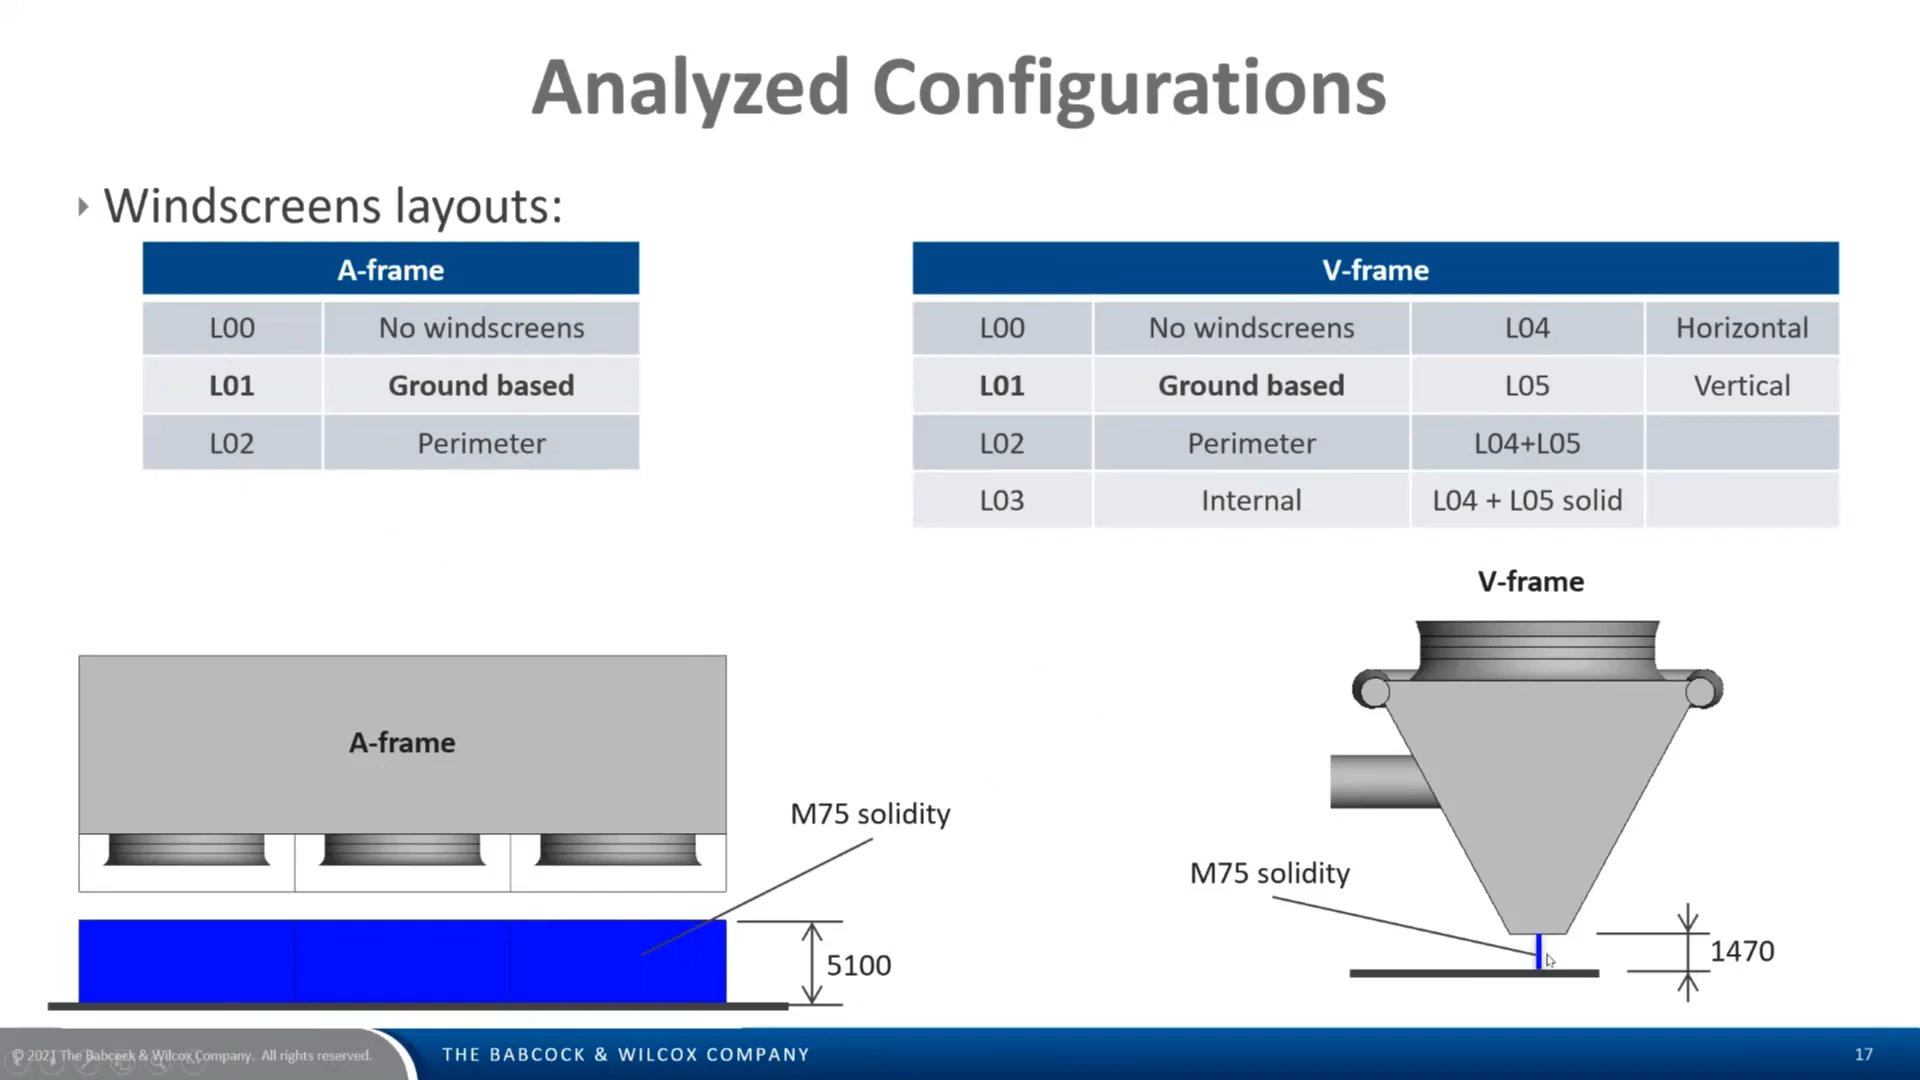 Analyzed Configurations
Windscreens layouts:
A-frame
L00 No windscreens
L01 Ground based
L02 Perimeter
V-frame
L00 No windscreens L04 Horizontal
L01 Ground based L05 Vertical
L02 Perimeter L04+L05
L03 Internal L04 + L05 solid
A-frame
M75 solidity
5100
V-frame
M75 solidity
1470
© 2021 The Babcock & Wilcox Company. All rights reserved.
THE BABCOCK & WILCOX COMPANY
17